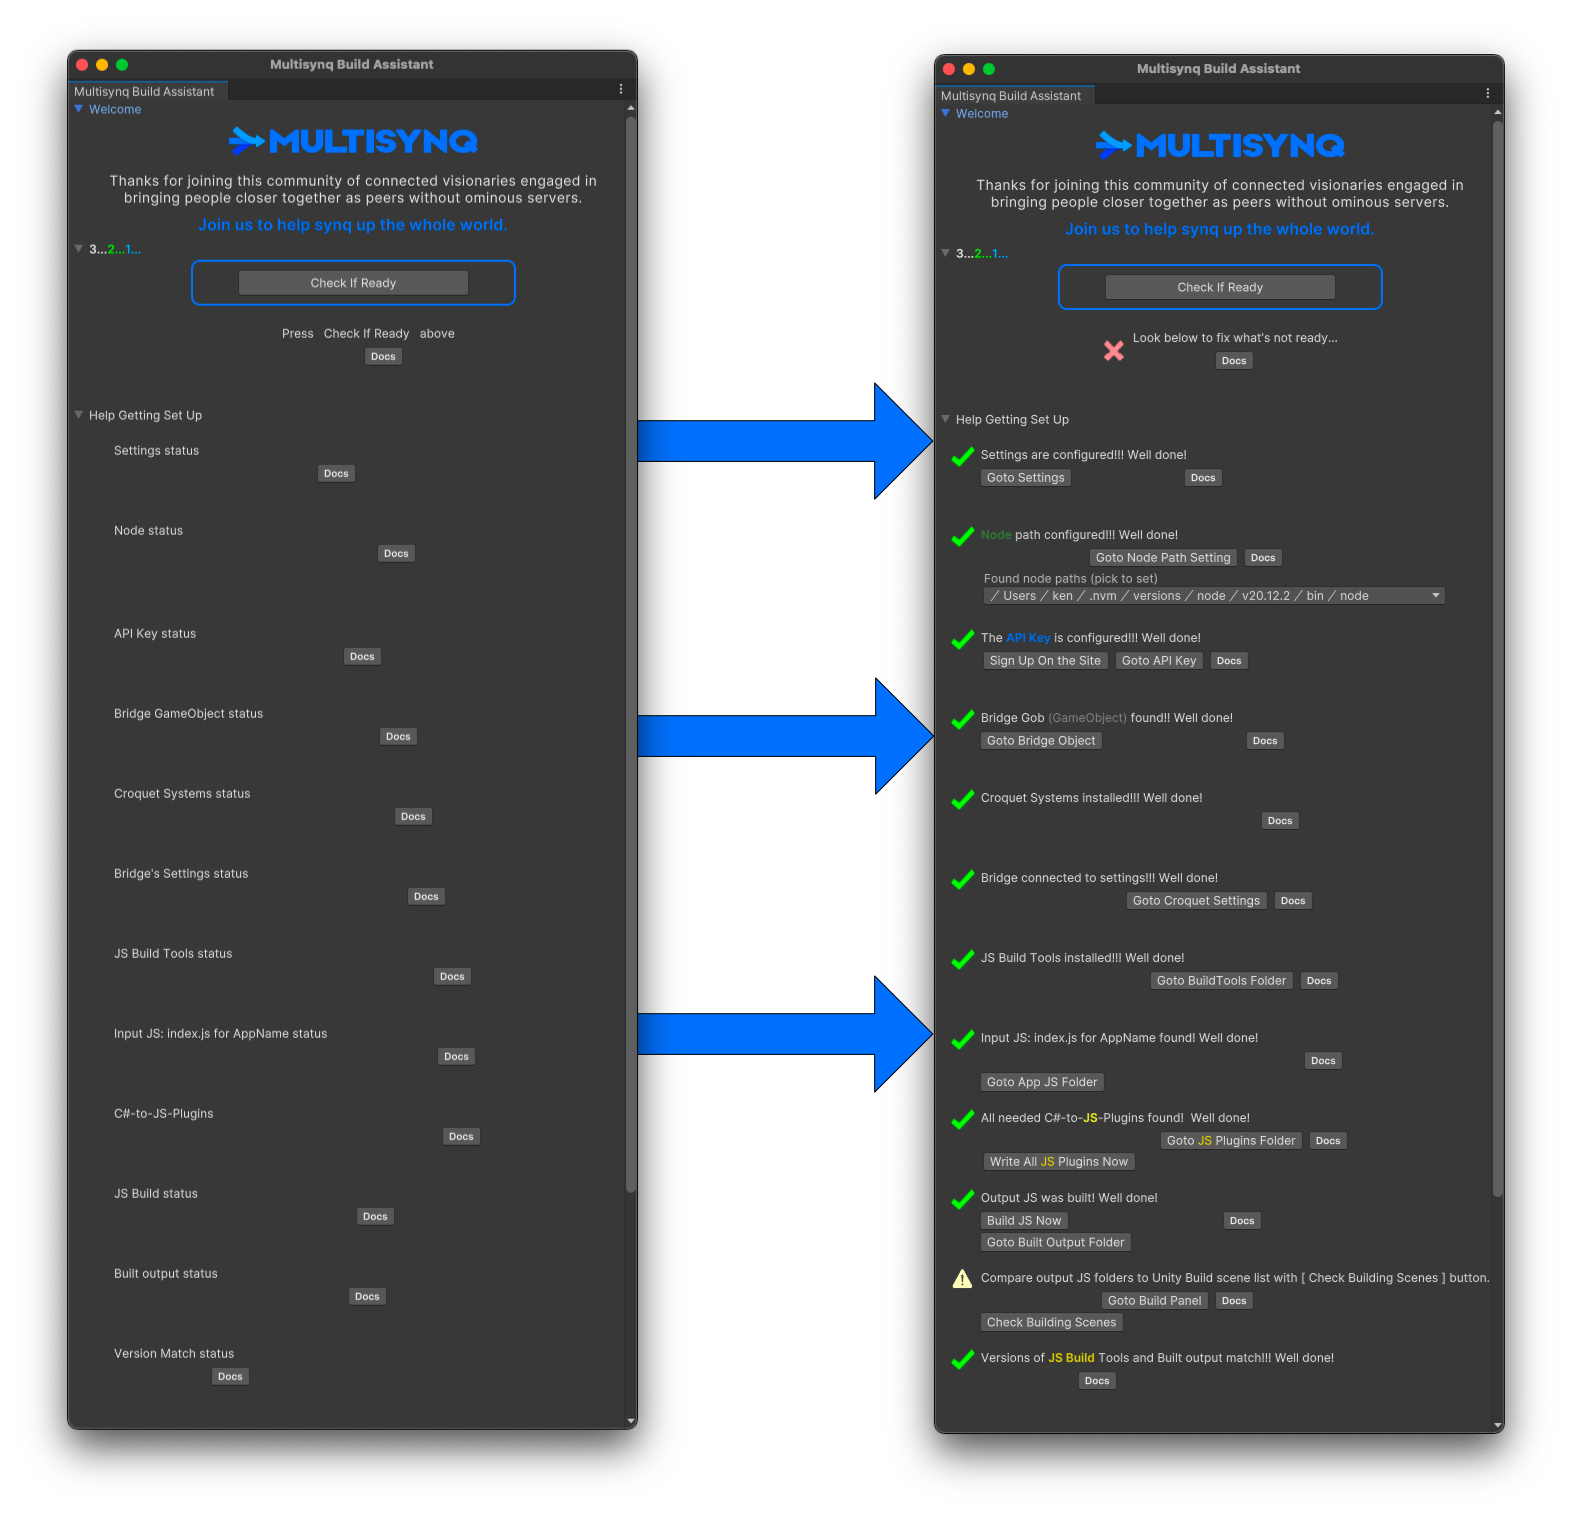 Multisynq Build Assistant
Multisynq Build Assistant
Welcome
MULTISYNQ
Thanks for joining this community of connected visionaries engaged in
bringing people closer together as peers without ominous servers.
Join us to help synq up the whole world.
3...2...1...
Check If Ready
Press Check If Ready above
Docs
Help Getting Set Up
Settings status
Docs
Node status
Docs
API Key status
Docs
Bridge GameObject status
Docs
Croquet Systems status
Docs
Bridge's Settings status
Docs
JS Build Tools status
Docs
Input JS: index.js for AppName status
Docs
C#-to-JS-Plugins
Docs
JS Build status
Docs
Built output status
Docs
Version Match status
Docs
Multisynq Build Assistant
Multisynq Build Assistant
Welcome
MULTISYNQ
Thanks for joining this community of connected visionaries engaged in
bringing people closer together as peers without ominous servers.
Join us to help synq up the whole world.
3...2...1...
Check If Ready
Look below to fix what's not ready...
Docs
Help Getting Set Up
Settings are configured!!! Well done!
Goto Settings Docs
Node path configured!!! Well done!
Goto Node Path Setting Docs
Found node paths (pick to set)
/ Users / ken / .nvm / versions / node / v20.12.2 / bin / node
The API Key is configured!!! Well done!
Sign Up On the Site Goto API Key Docs
Bridge Gob (GameObject) found!! Well done!
Goto Bridge Object Docs
Croquet Systems installed!!! Well done!
Docs
Bridge connected to settings!!! Well done!
Goto Croquet Settings Docs
JS Build Tools installed!!! Well done!
Goto BuildTools Folder Docs
Input JS: index.js for AppName found! Well done!
Docs
Goto App JS Folder
All needed C#-to-JS-Plugins found!  Well done!
Goto JS Plugins Folder Docs
Write All JS Plugins Now
Output JS was built! Well done!
Build JS Now Docs
Goto Built Output Folder
Compare output JS folders to Unity Build scene list with [ Check Building Scenes ] button.
Goto Build Panel Docs
Check Building Scenes
Versions of JS Build Tools and Built output match!!! Well done!
Docs